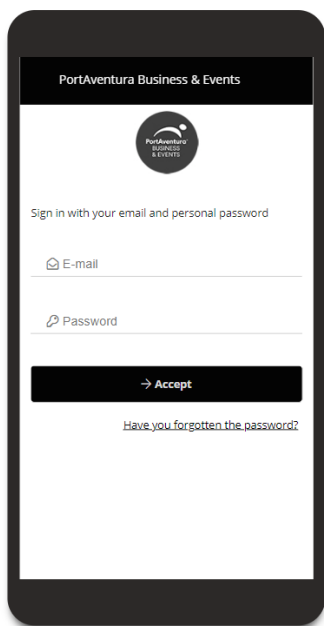 PortAventura Business & Events
PortAventura
BUSINESS
& EVENTS
Sign in with your email and personal password
E-mail
Password
Accept
Have you forgotten the password?